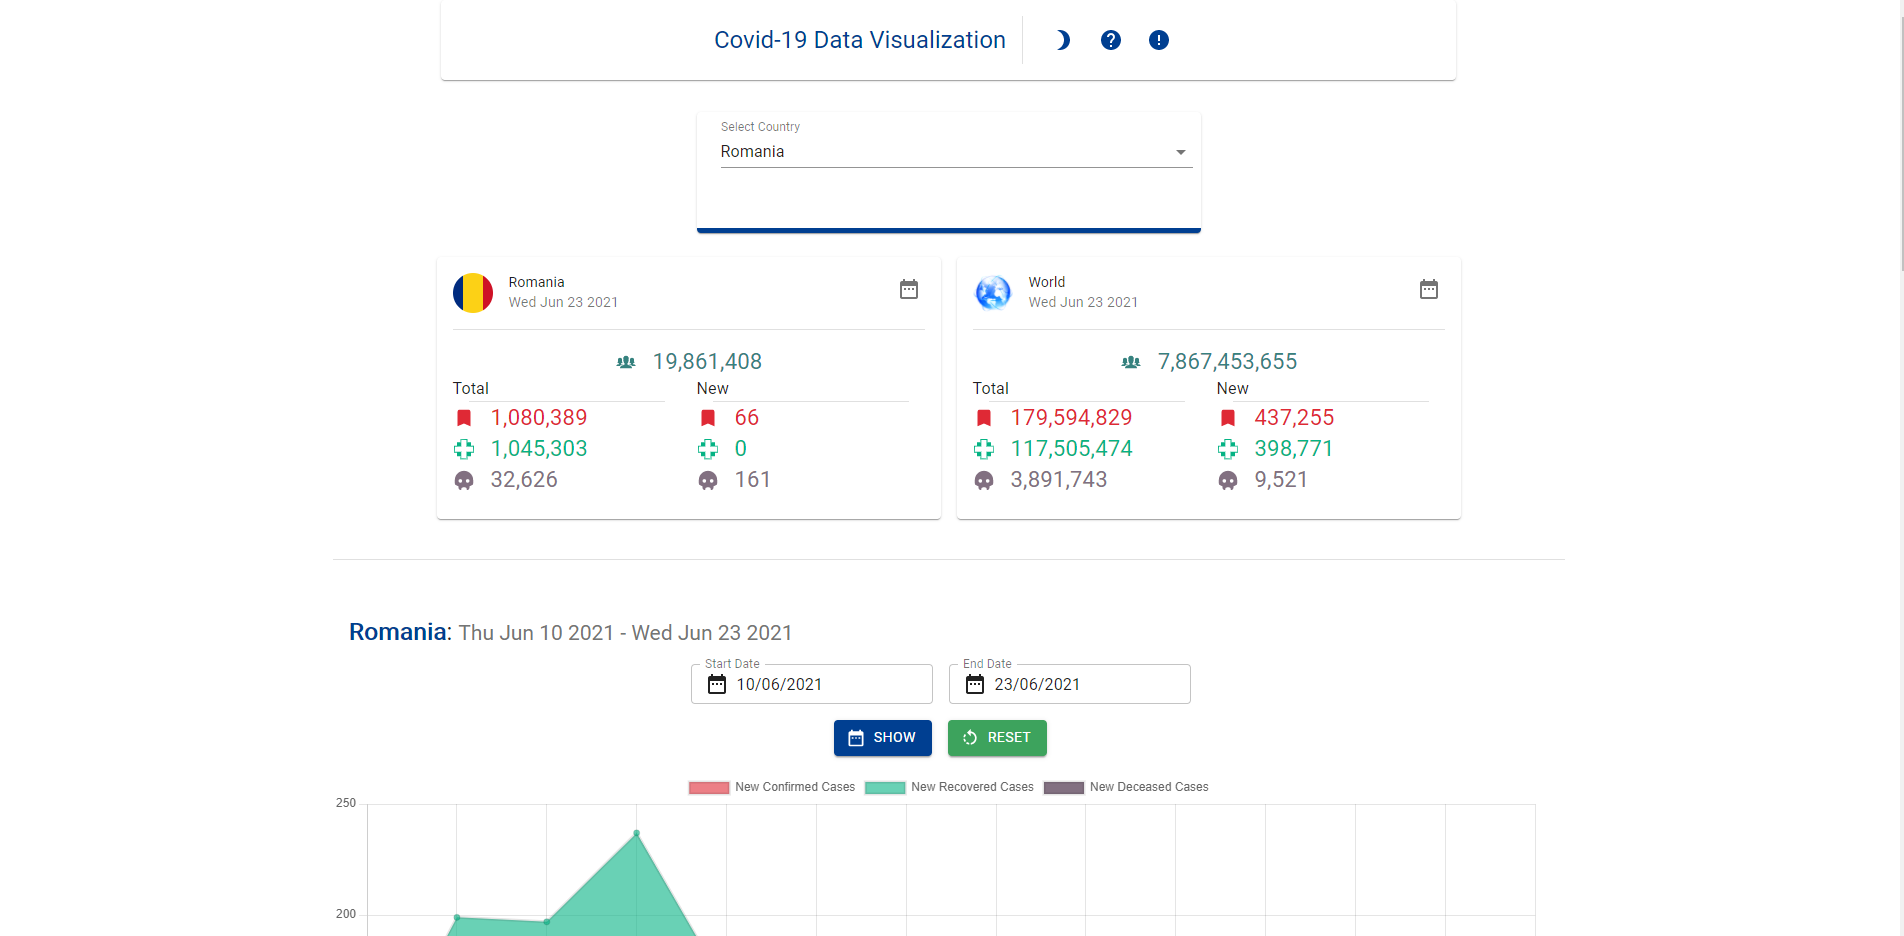 Covid-19 Data Visualization
Select Country
Romania
Romania
Wed Jun 23 2021
19,861,408
Total New
1,080,389 66
1,045,303 0
32,626 161
World
Wed Jun 23 2021
7,867,453,655
Total New
179,594,829 437,255
117,505,474 398,771
3,891,743 9,521
Romania: Thu Jun 10 2021 - Wed Jun 23 2021
Start Date End Date
10/06/2021 23/06/2021
SHOW RESET
New Confirmed Cases New Recovered Cases New Deceased Cases
250
200